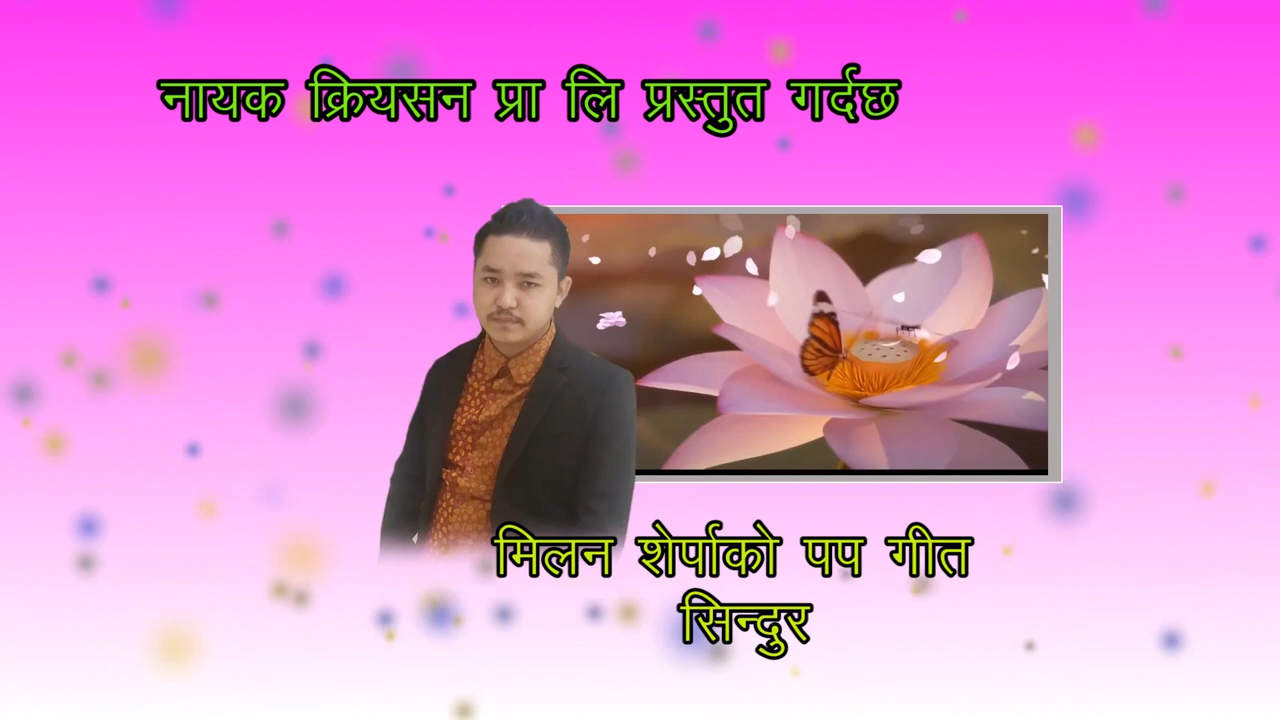 नायक क्रियसन प्रा लि प्रस्तुत गर्दछ
मिलन शेर्पाको पप गीत
सिन्दुर